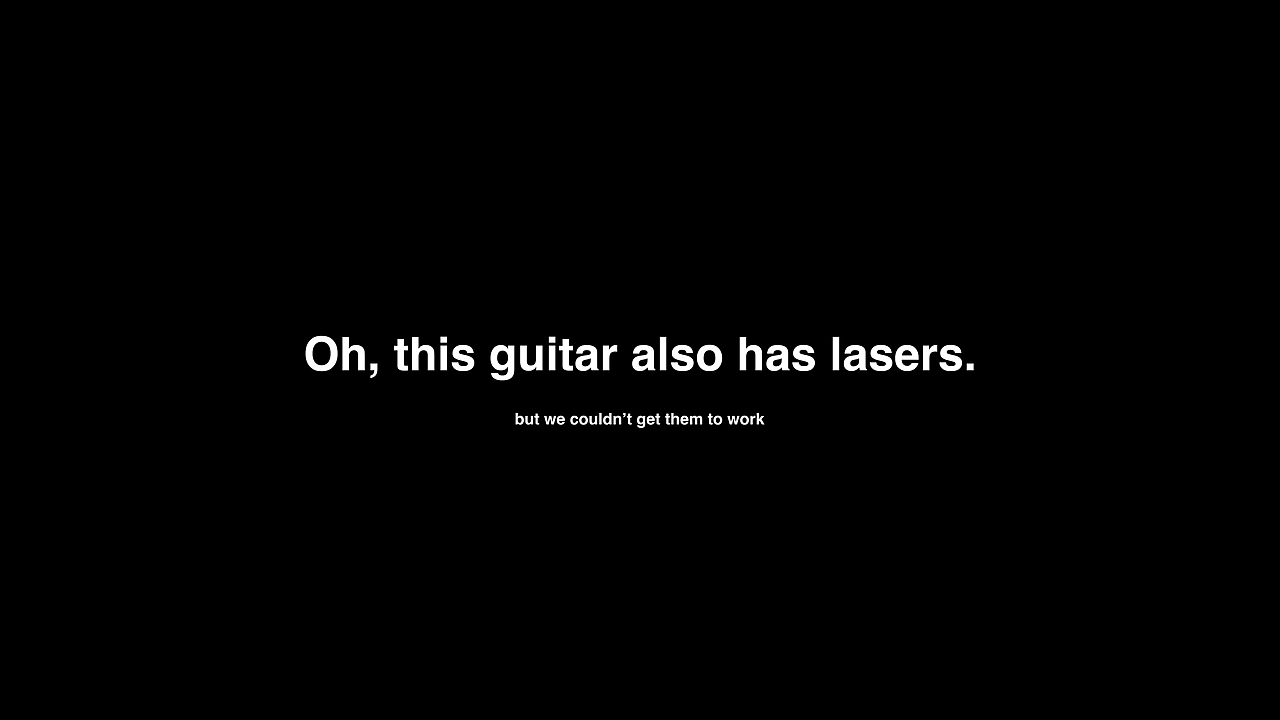 Oh, this guitar also has lasers.
but we couldn’t get them to work